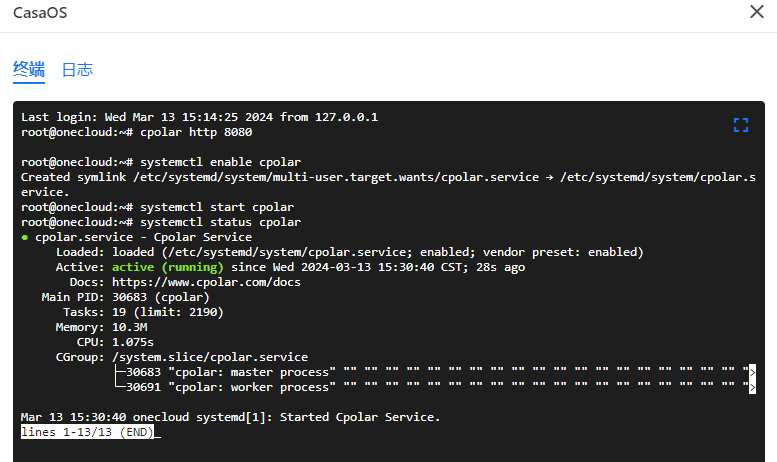 CasaOS
终端 日志
Last login: Wed Mar 13 15:14:25 2024 from 127.0.0.1
root@onecloud:~# cpolar http 8080
root@onecloud:~# systemctl enable cpolar
Created symlink /etc/systemd/system/multi-user.target.wants/cpolar.service → /etc/systemd/system/cpolar.s
ervice.
root@onecloud:~# systemctl start cpolar
root@onecloud:~# systemctl status cpolar
● cpolar.service - Cpolar Service
Loaded: loaded (/etc/systemd/system/cpolar.service; enabled; vendor preset: enabled)
Active: active (running) since Wed 2024-03-13 15:30:40 CST; 28s ago
Docs: https://www.cpolar.com/docs
Main PID: 30683 (cpolar)
Tasks: 19 (limit: 2190)
Memory: 10.3M
CPU: 1.075s
CGroup: /system.slice/cpolar.service
├─30683 "cpolar: master process" "" "" "" "" "" "" "" "" "" "" "" "" "" "" "" "" "" "" "" ">
└─30691 "cpolar: worker process" "" "" "" "" "" "" "" "" "" "" "" "" "" "" "" "" "" "" "" ">
Mar 13 15:30:40 onecloud systemd[1]: Started Cpolar Service.
lines 1-13/13 (END)